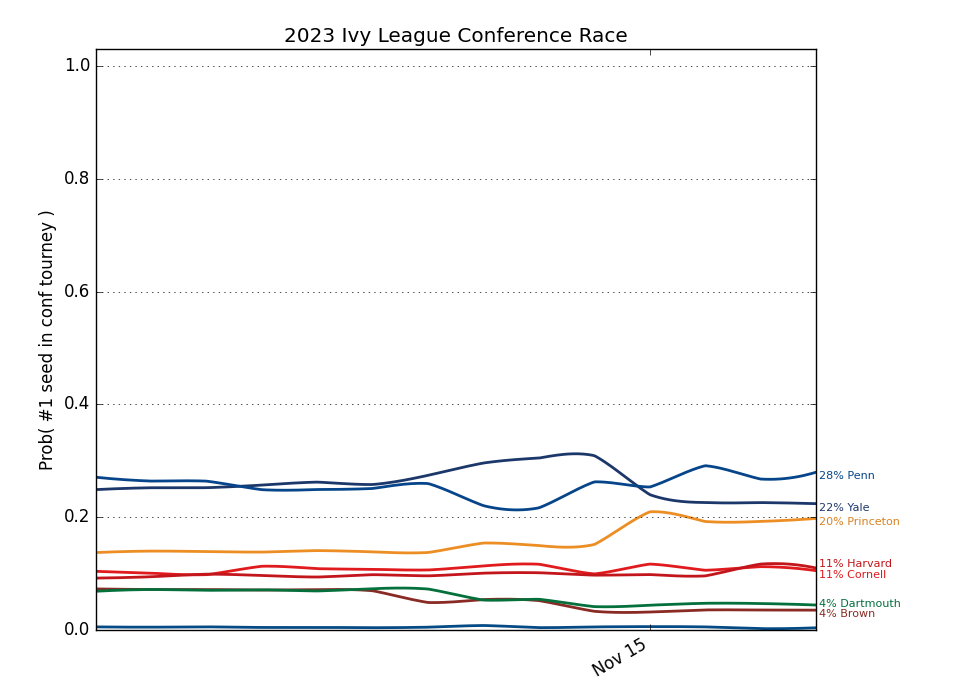 2023 Ivy League Conference Race
Prob( #1 seed in conf tourney )
1.0
0.8
0.6
0.4
0.2
0.0
Nov 15
28% Penn
22% Yale
20% Princeton
11% Harvard
11% Cornell
4% Dartmouth
4% Brown